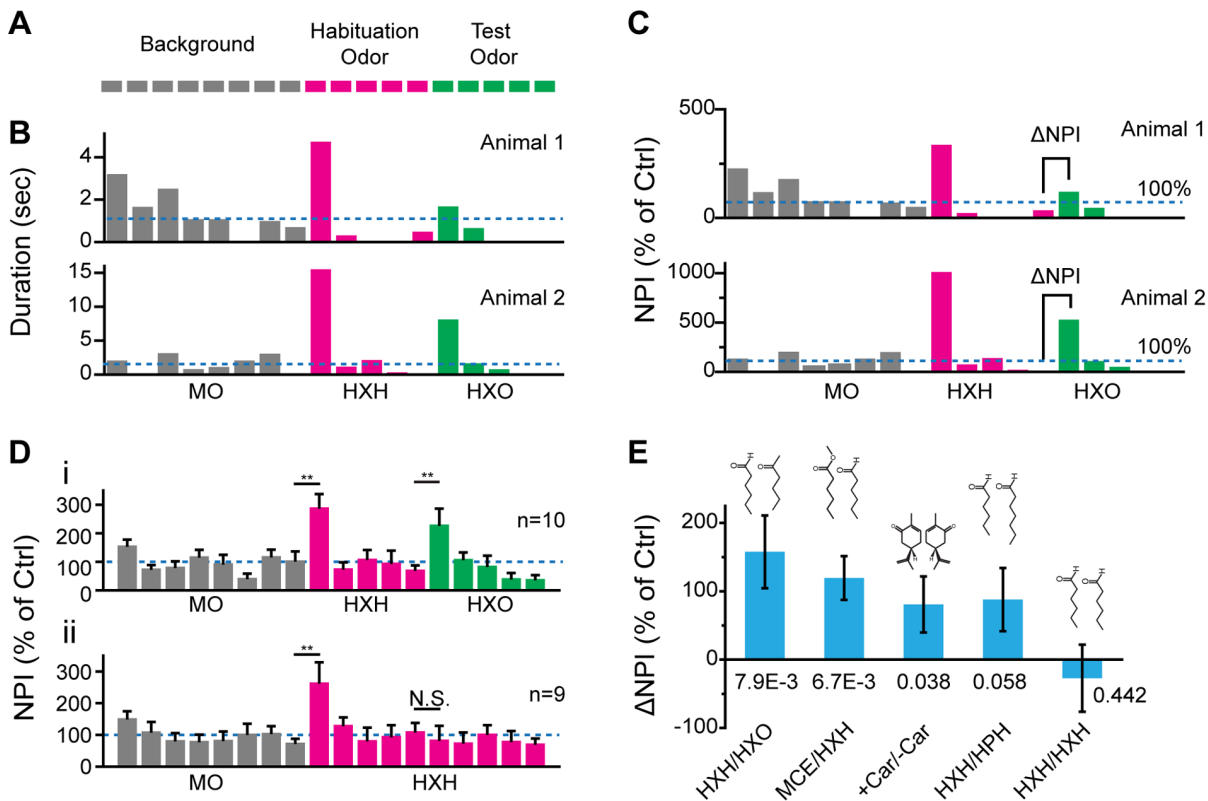 A
Background
Habituation
Odor
Test
Odor
B
Duration (sec)
4
2
0
Animal 1
15
10
5
0
Animal 2
MO
HXH
HXO
C
NPI (% of Ctrl)
500
0
ΔNPI
Animal 1
100%
1000
500
0
ΔNPI
Animal 2
100%
MO
HXH
HXO
D
NPI (% of Ctrl)
i
300
200
100
0
**
**
n=10
MO
HXH
HXO
ii
300
200
100
0
**
N.S.
n=9
MO
HXH
E
ΔNPI (% of Ctrl)
200
100
0
-100
O
H
O
O
O
O
H
O
O
O
H
O
H
O
H
O
H
7.9E-3
6.7E-3
0.038
0.058
0.442
HXH/HXO
MCE/HXH
+Car/-Car
HXH/HPH
HXH/HXH